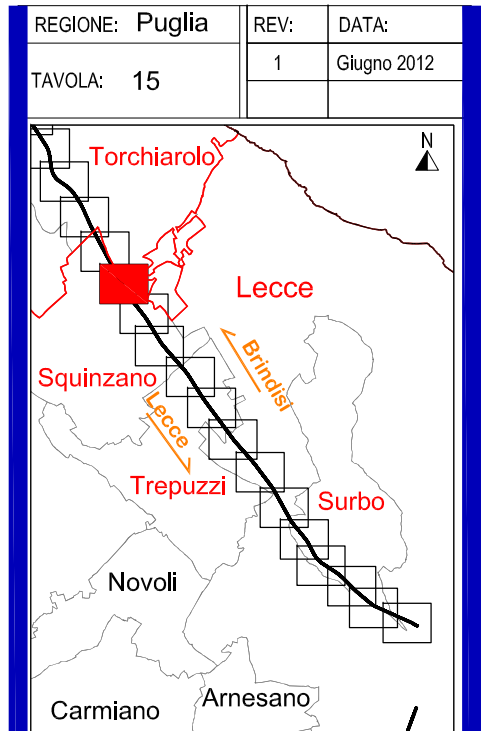 REGIONE: Puglia
REV:
DATA:
1
Giugno 2012
TAVOLA: 15
N
Torchiarolo
Lecce
Brindisi
Squinzano
Lecce
Trepuzzi
Surbo
Novoli
Carmiano
Arnesano